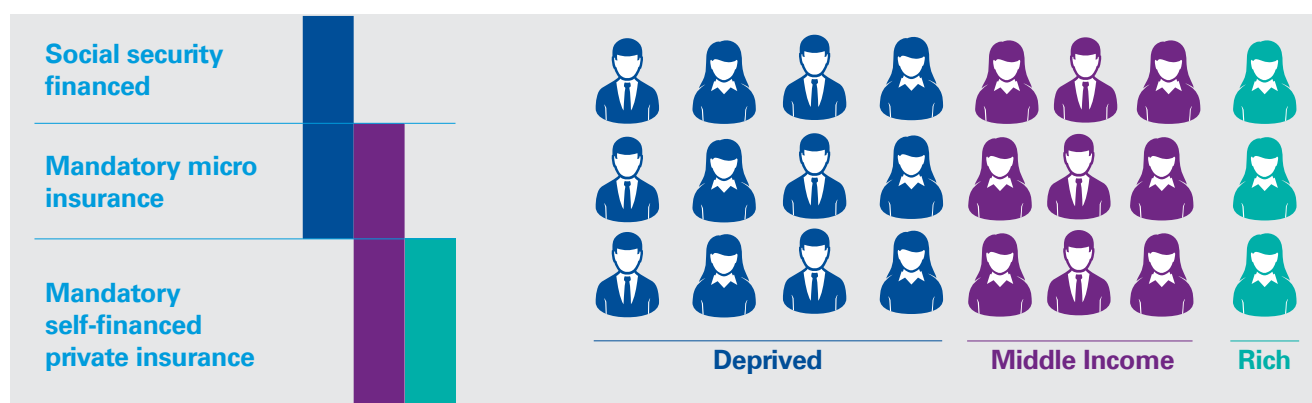 Social security
financed
Mandatory micro
insurance
Mandatory
self-financed
private insurance
Deprived
Middle Income
Rich